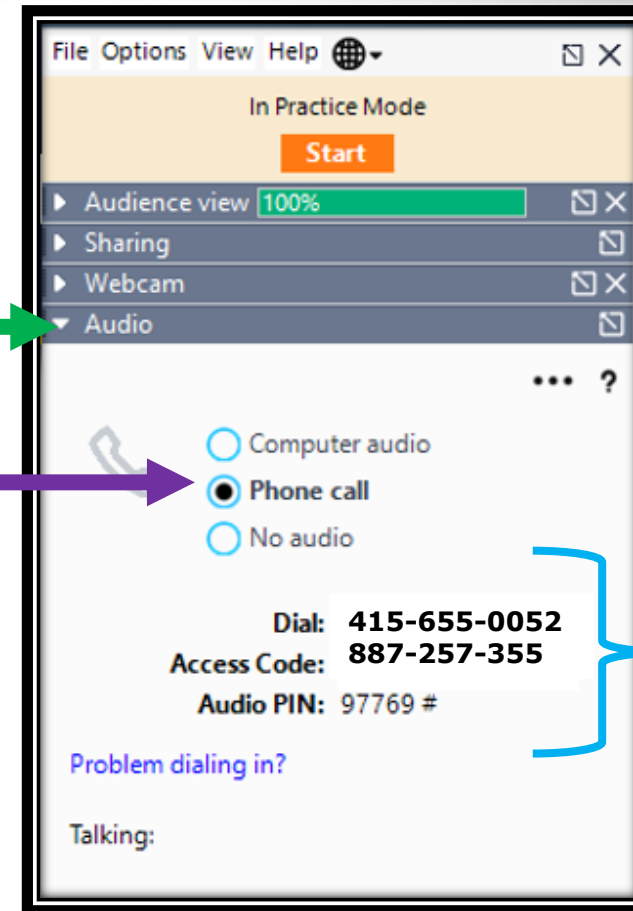 File Options View Help
In Practice Mode
Start
Audience view 100%
Sharing
Webcam
Audio
... ?
Computer audio
Phone call
No audio
Dial: 415-655-0052
Access Code: 887-257-355
Audio PIN: 97769 #
Problem dialing in?
Talking: